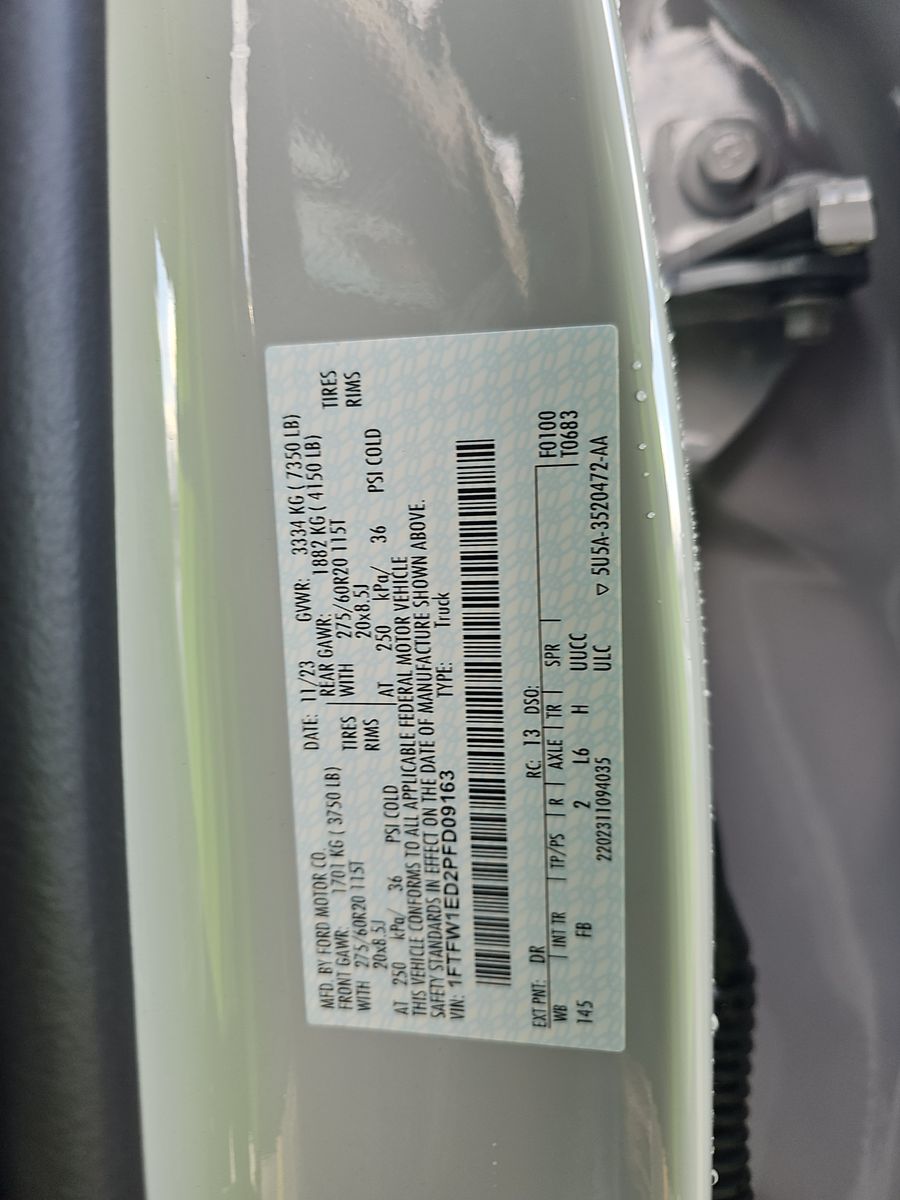 MFD. BY FORD MOTOR CO. DATE: 11/23 GVWR: 3334 KG ( 7350 LB)
FRONT GAWR: 1701 KG ( 3750 LB) REAR GAWR: 1882 KG ( 4150 LB)
WITH 275/60R20 115T TIRES WITH 275/60R20 115T TIRES
20x8.5J RIMS 20x8.5J RIMS
AT 250 kPa/ 36 PSI COLD AT 250 kPa/ 36 PSI COLD
THIS VEHICLE CONFORMS TO ALL APPLICABLE FEDERAL MOTOR VEHICLE
SAFETY STANDARDS IN EFFECT ON THE DATE OF MANUFACTURE SHOWN ABOVE.
VIN: 1FTFW1ED2PFD09163 TYPE: Truck
EXT PNT: DR RC: 13 DSO: F0100
WB INT TR TP/PS R AXLE TR SPR T0683
145 FB 2 L6 H UUCC
2202311094035 ULC ▽ 5U5A-3520472-AA